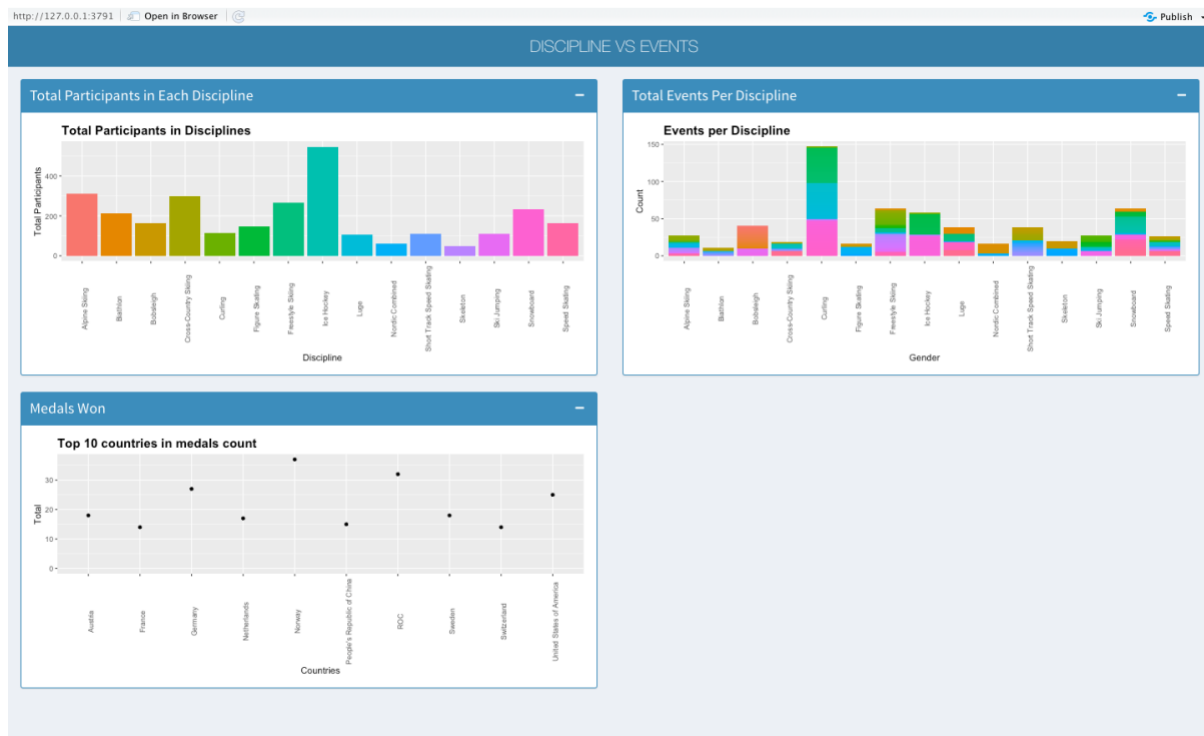 http://127.0.0.1:3791 Open in Browser Publish
DISCIPLINE VS EVENTS
Total Participants in Each Discipline
Total Participants in Disciplines
Total Participants
400
200
0
Alpine Skiing
Biathlon
Bobsleigh
Cross-Country Skiing
Curling
Figure Skating
Freestyle Skiing
Ice Hockey
Luge
Nordic Combined
Short Track Speed Skating
Skeleton
Ski Jumping
Snowboard
Speed Skating
Discipline
Total Events Per Discipline
Events per Discipline
Count
150
100
50
0
Alpine Skiing
Biathlon
Bobsleigh
Cross-Country Skiing
Curling
Figure Skating
Freestyle Skiing
Ice Hockey
Luge
Nordic Combined
Short Track Speed Skating
Skeleton
Ski Jumping
Snowboard
Speed Skating
Gender
Medals Won
Top 10 countries in medals count
Total
30
20
10
0
Austria
France
Germany
Netherlands
Norway
People's Republic of China
ROC
Sweden
Switzerland
United States of America
Countries